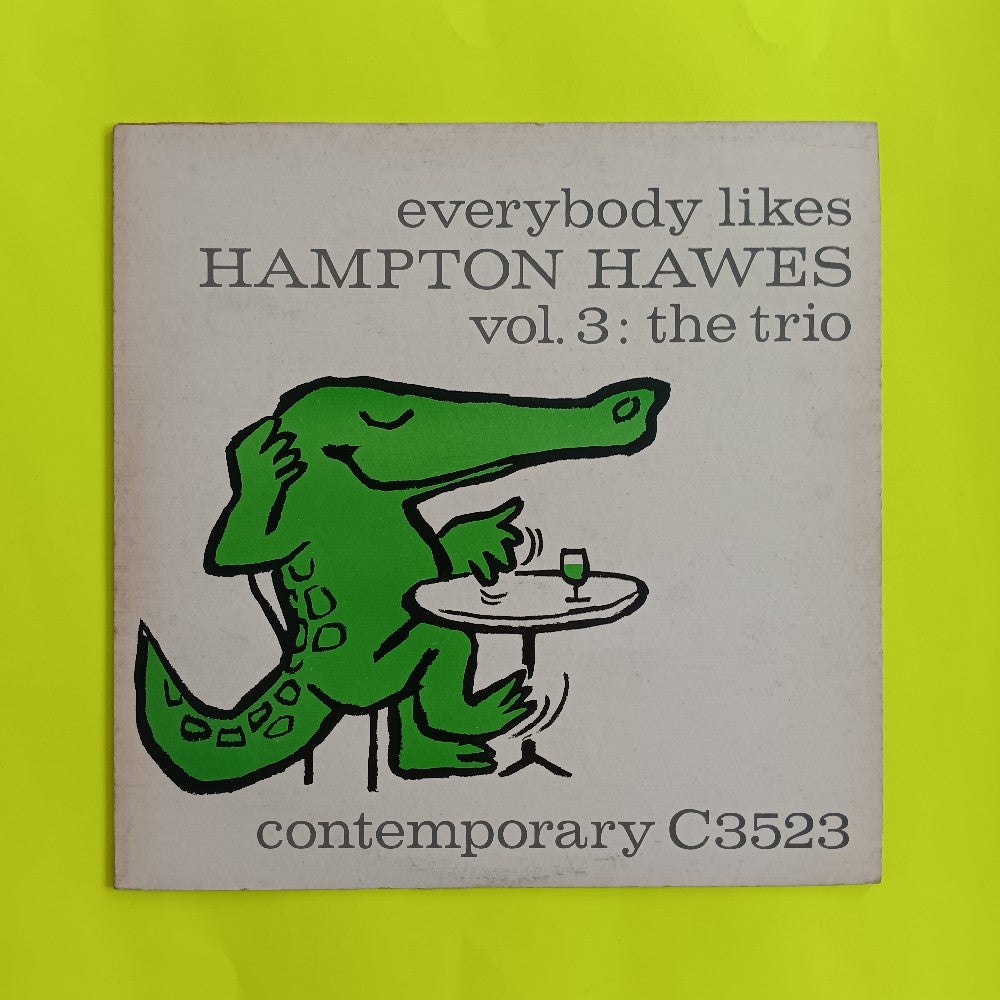 everybody likes
HAMPTON HAWES
vol. 3: the trio
contemporary C3523